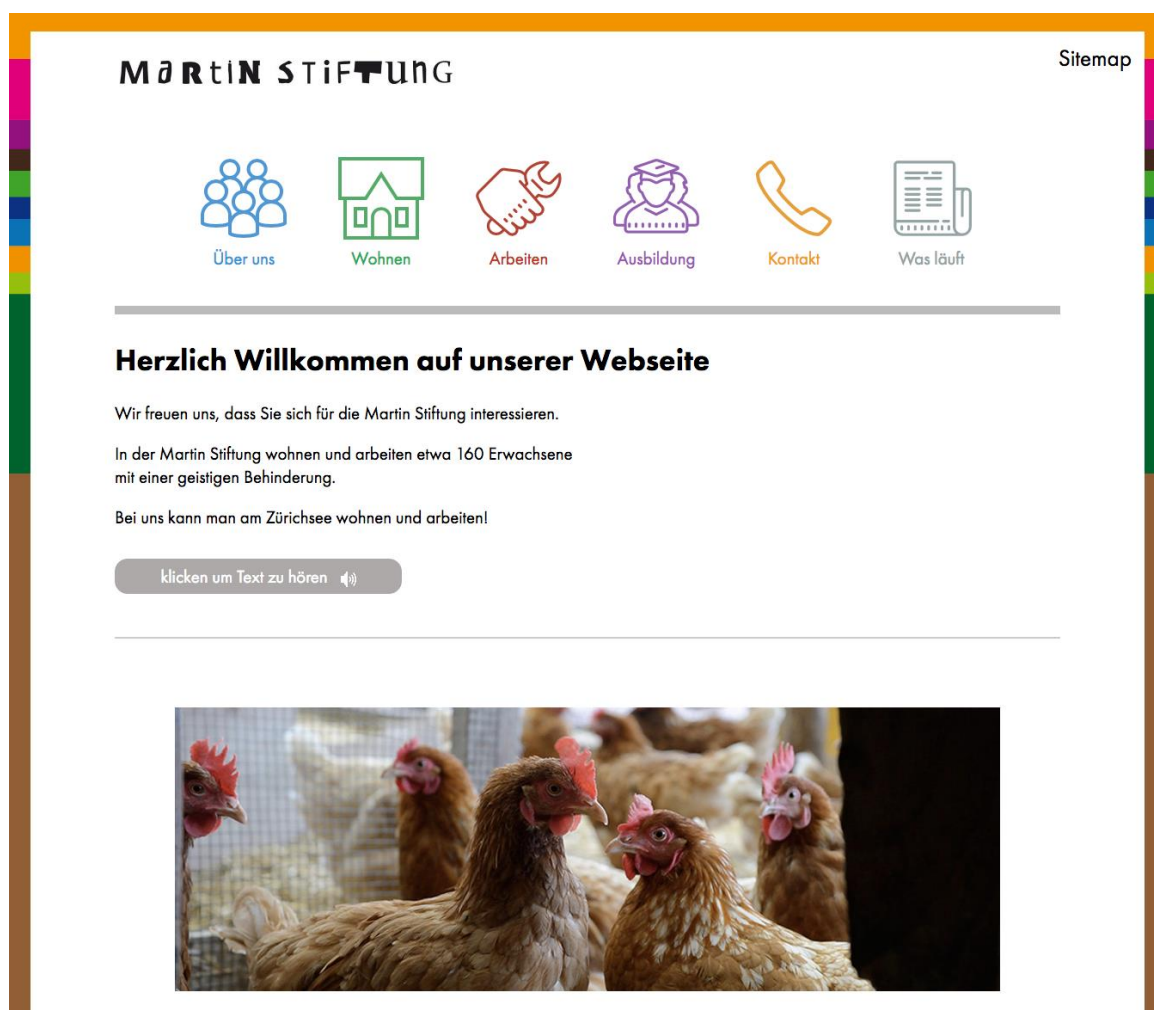 Martin Stiftung
Sitemap
Über uns
Wohnen
Arbeiten
Ausbildung
Kontakt
Was läuft
Herzlich Willkommen auf unserer Webseite
Wir freuen uns, dass Sie sich für die Martin Stiftung interessieren.
In der Martin Stiftung wohnen und arbeiten etwa 160 Erwachsene
mit einer geistigen Behinderung.
Bei uns kann man am Zürichsee wohnen und arbeiten!
klicken um Text zu hören